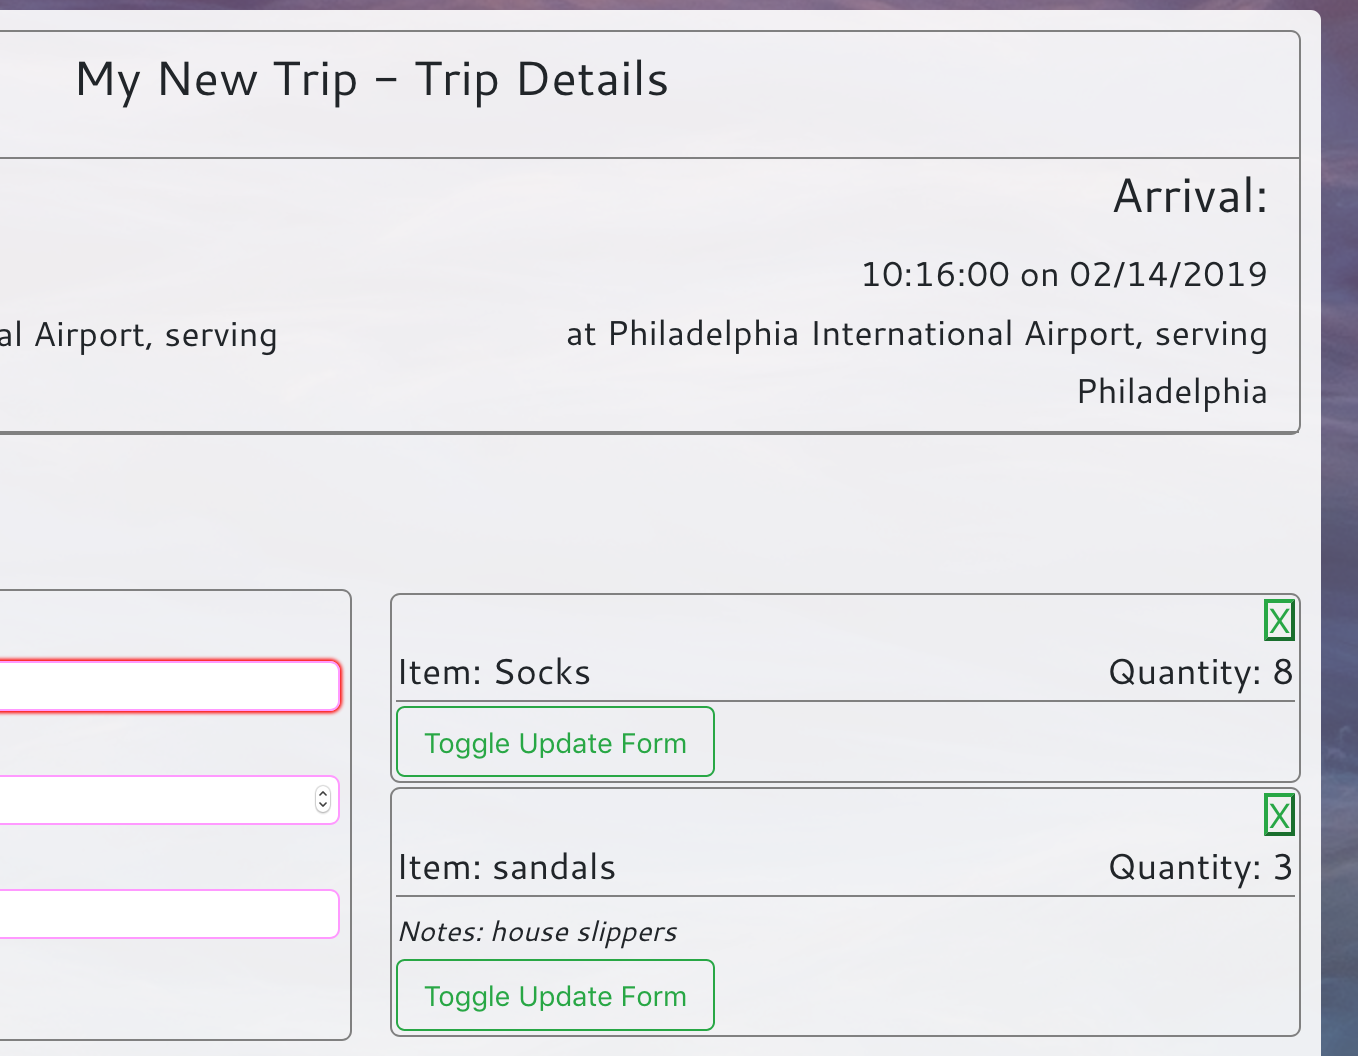 My New Trip - Trip Details
Arrival:
10:16:00 on 02/14/2019
al Airport, serving
at Philadelphia International Airport, serving
Philadelphia
X
Item: Socks
Quantity: 8
Toggle Update Form
X
Item: sandals
Quantity: 3
Notes: house slippers
Toggle Update Form